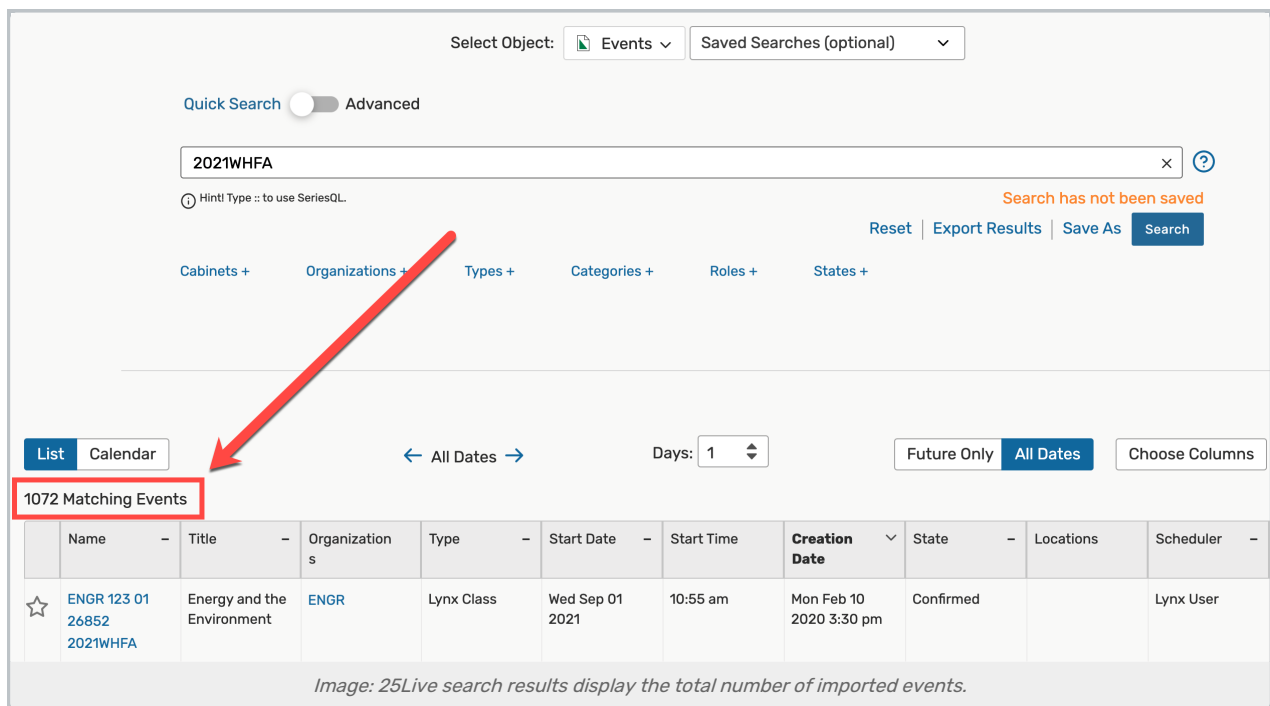 Select Object: Events Saved Searches (optional)
Quick Search Advanced
2021WHFA
Hint! Type :: to use SeriesQL.
Search has not been saved
Reset Export Results Save As Search
Cabinets + Organizations + Types + Categories + Roles + States +
List Calendar All Dates Days: 1 Future Only All Dates Choose Columns
1072 Matching Events
Name Title Organizations Type Start Date Start Time Creation Date State Locations Scheduler
ENGR 123 01 26852 2021WHFA Energy and the Environment ENGR Lynx Class Wed Sep 01 2021 10:55 am Mon Feb 10 2020 3:30 pm Confirmed Lynx User
Image: 25Live search results display the total number of imported events.